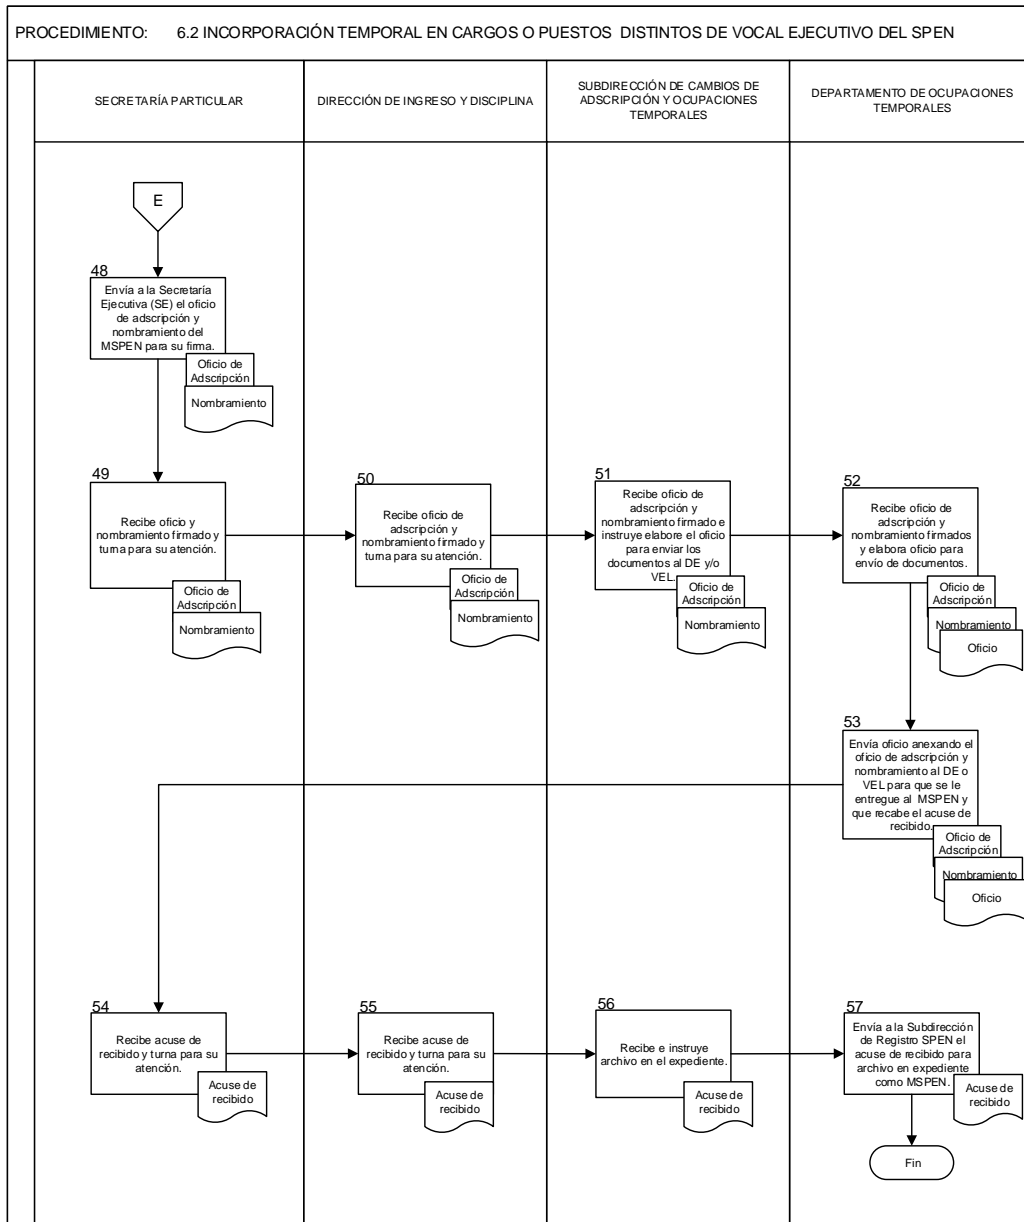 PROCEDIMIENTO: 6.2 INCORPORACIÓN TEMPORAL EN CARGOS O PUESTOS DISTINTOS DE VOCAL EJECUTIVO DEL SPEN
SECRETARÍA PARTICULAR
DIRECCIÓN DE INGRESO Y DISCIPLINA
SUBDIRECCIÓN DE CAMBIOS DE
ADSCRIPCIÓN Y OCUPACIONES
TEMPORALES
DEPARTAMENTO DE OCUPACIONES
TEMPORALES
E
48
Envía a la Secretaría
Ejecutiva (SE) el oficio
de adscripción y
nombramiento del
MSPEN para su firma.
Oficio de
Adscripción
Nombramiento
49
Recibe oficio y
nombramiento firmado y
turna para su atención.
Oficio de
Adscripción
Nombramiento
50
Recibe oficio de
adscripción y
nombramiento firmado y
turna para su atención.
Oficio de
Adscripción
Nombramiento
51
Recibe oficio de
adscripción y
nombramiento firmado e
instruye elabore el oficio
para enviar los
documentos al DE y/o
VEL.
Oficio de
Adscripción
Nombramiento
52
Recibe oficio de
adscripción y
nombramiento firmados
y elabora oficio para
envío de documentos.
Oficio de
Adscripción
Nombramiento
Oficio
53
Envía oficio anexando el
oficio de adscripción y
nombramiento al DE o
VEL para que se le
entregue al MSPEN y
que recabe el acuse de
recibido.
Oficio de
Adscripción
Nombramiento
Oficio
54
Recibe acuse de
recibido y turna para su
atención.
Acuse de
recibido
55
Recibe acuse de
recibido y turna para su
atención.
Acuse de
recibido
56
Recibe e instruye
archivo en el expediente.
Acuse de
recibido
57
Envía a la Subdirección
de Registro SPEN el
acuse de recibido para
archivo en expediente
como MSPEN.
Acuse de
recibido
Fin